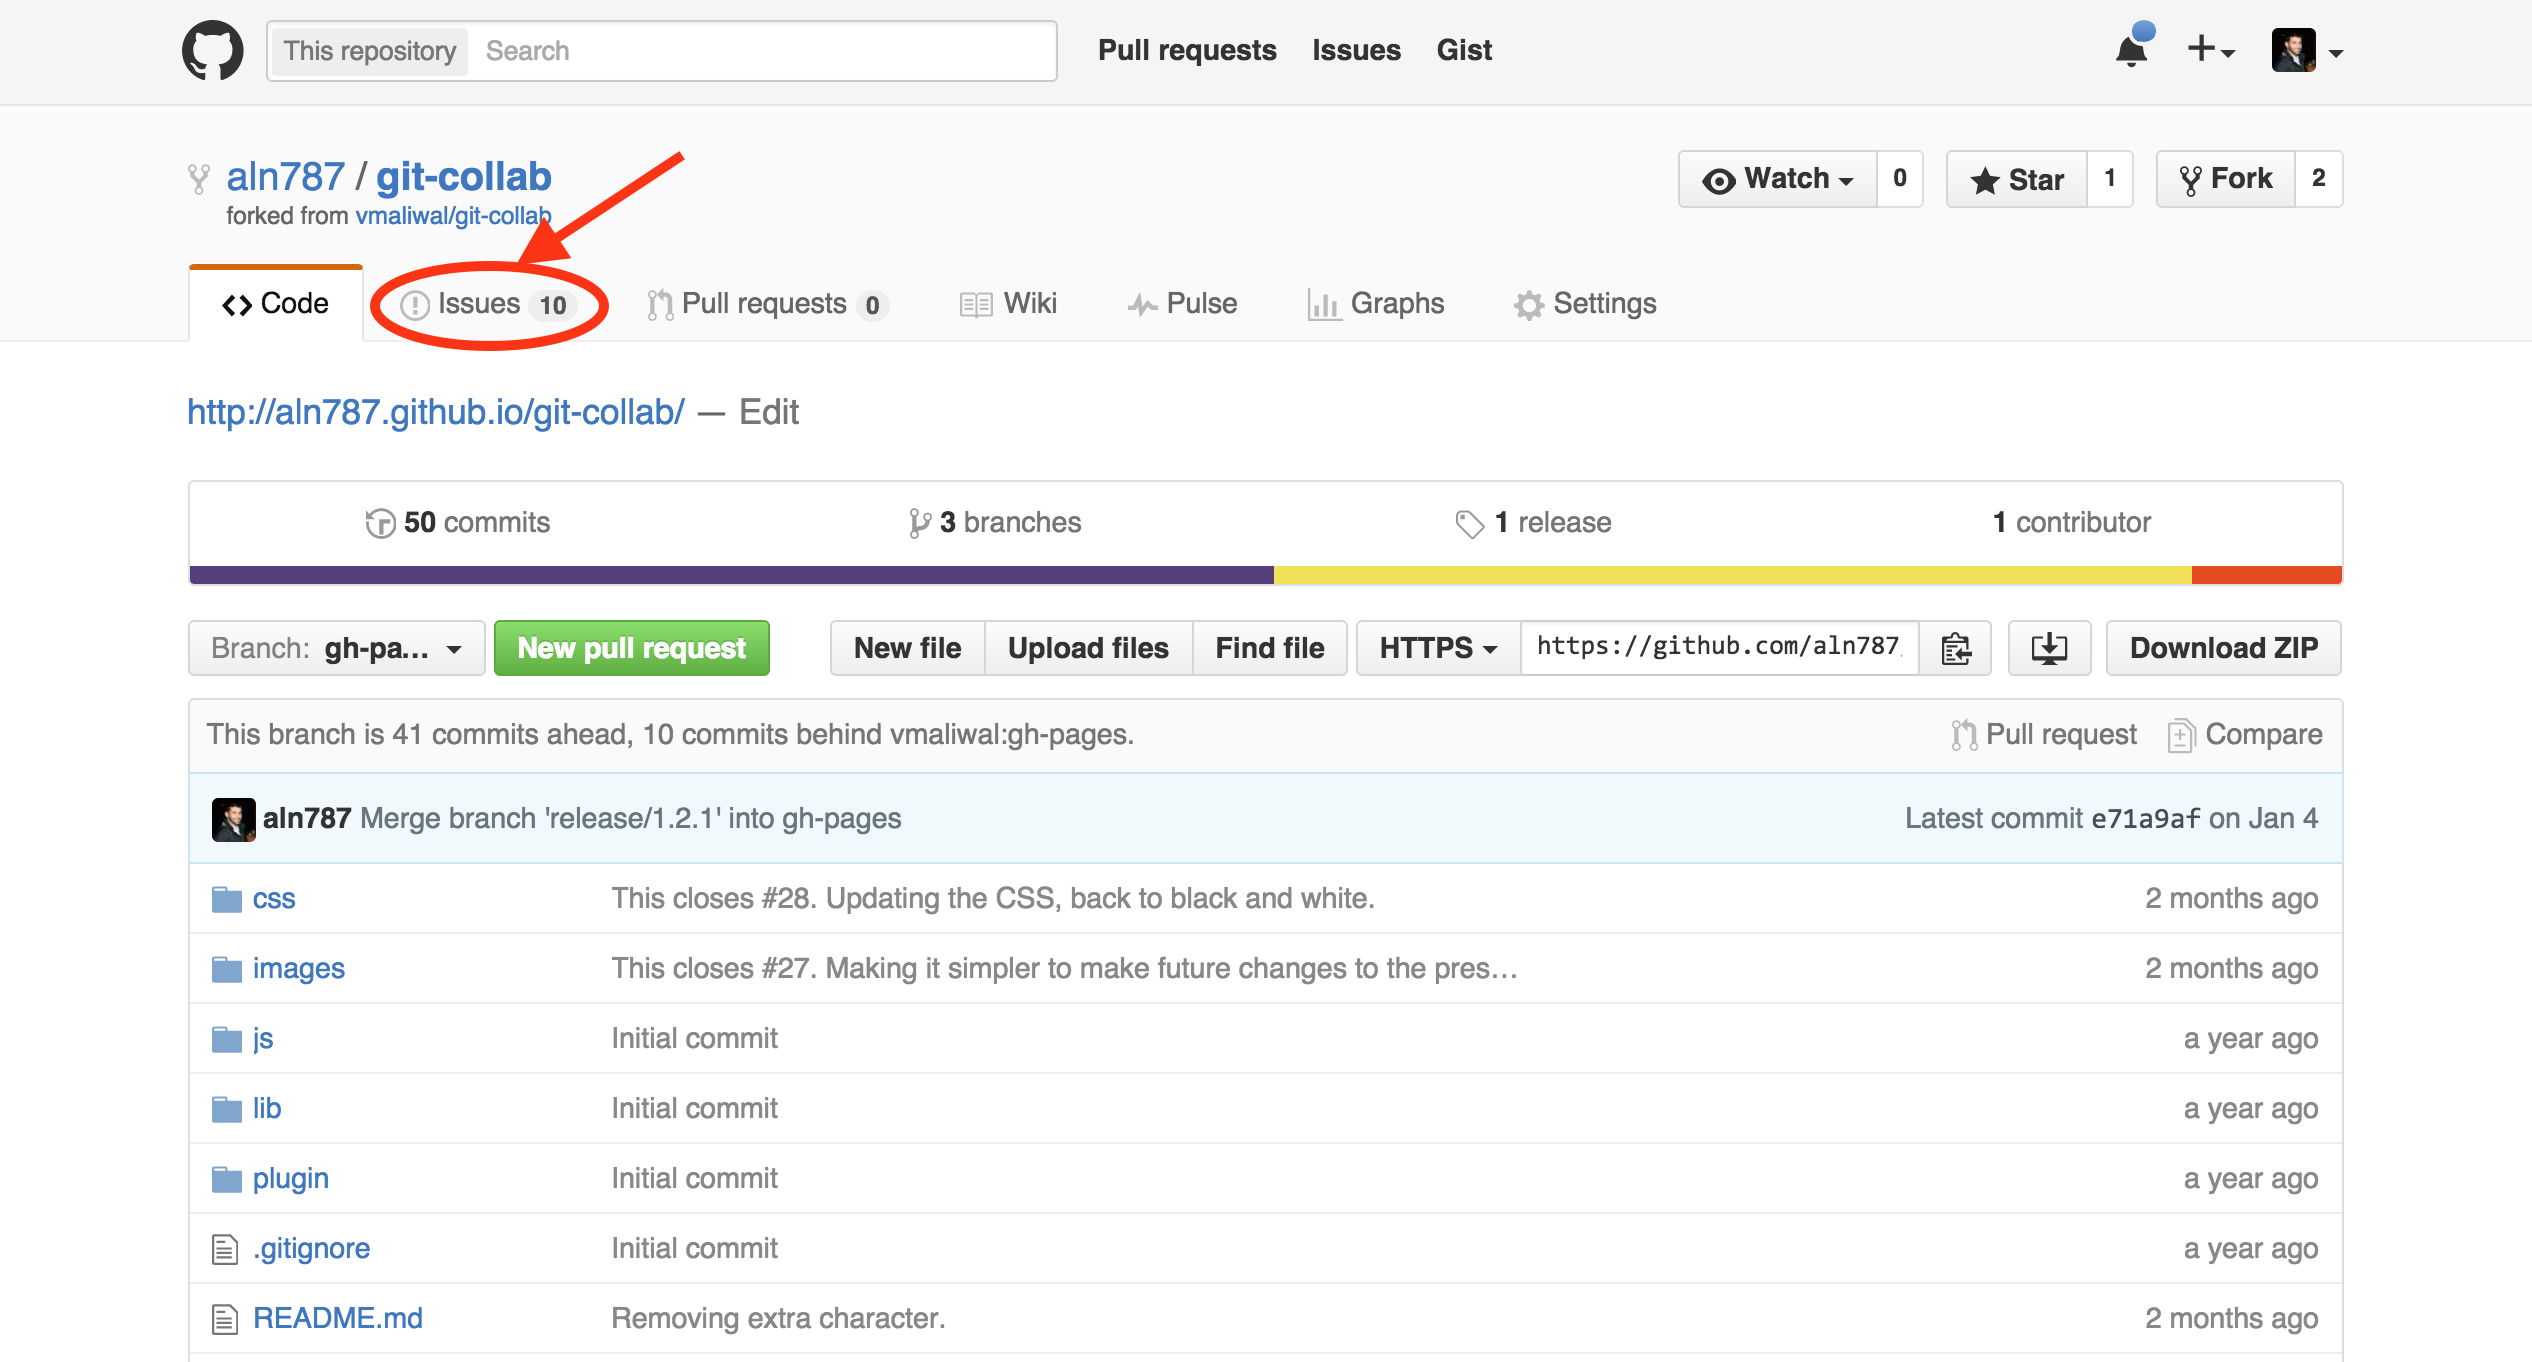 This repository Search Pull requests Issues Gist
aln787 / git-collab Watch 0 Star 1 Fork 2
forked from vmaliwal/git-collab
Code Issues 10 Pull requests 0 Wiki Pulse Graphs Settings
http://aln787.github.io/git-collab/ — Edit
50 commits 3 branches 1 release 1 contributor
Branch: gh-pa... New pull request New file Upload files Find file HTTPS https://github.com/aln787 Download ZIP
This branch is 41 commits ahead, 10 commits behind vmaliwal:gh-pages. Pull request Compare
aln787 Merge branch 'release/1.2.1' into gh-pages Latest commit e71a9af on Jan 4
css This closes #28. Updating the CSS, back to black and white. 2 months ago
images This closes #27. Making it simpler to make future changes to the pres… 2 months ago
js Initial commit a year ago
lib Initial commit a year ago
plugin Initial commit a year ago
.gitignore Initial commit a year ago
README.md Removing extra character. 2 months ago